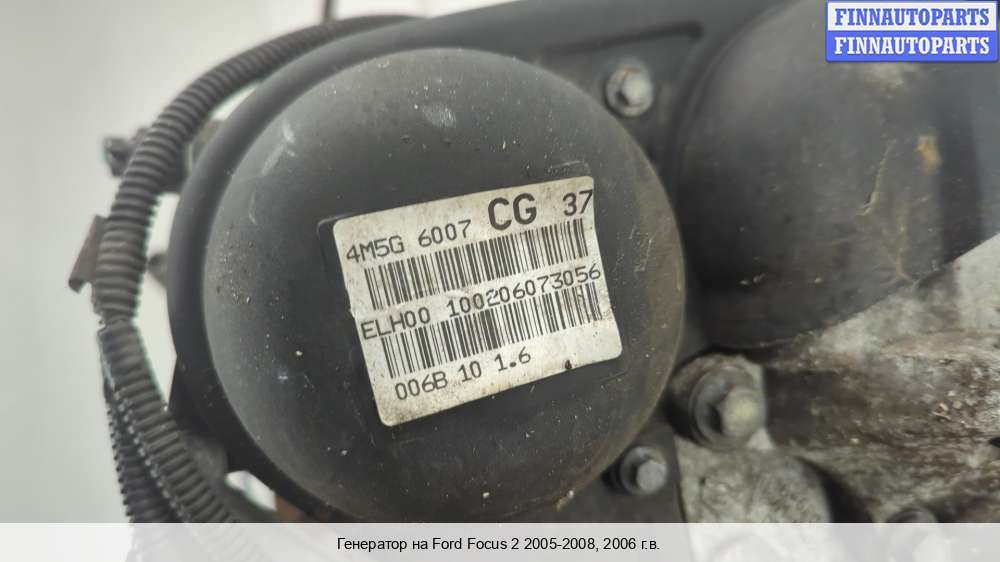 FINNAUTOPARTS
FINNAUTOPARTS
4M5G 6007 CG 37
ELH00 100206073056
006B 10 1.6
Генератор на Ford Focus 2 2005-2008, 2006 г.в.